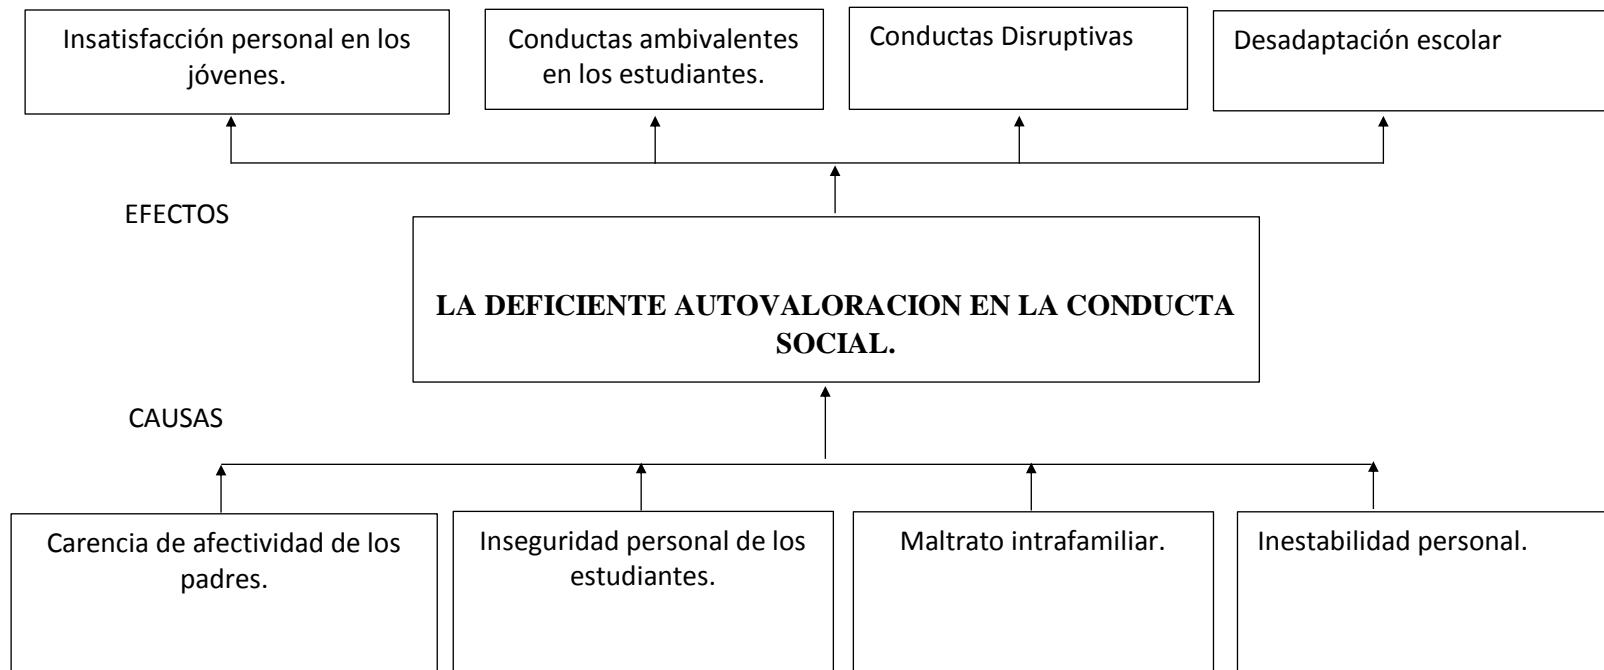 Insatisfacción personal en los
jóvenes.
Conductas ambivalentes
en los estudiantes.
Conductas Disruptivas
Desadaptación escolar
EFECTOS
LA DEFICIENTE AUTOVALORACION EN LA CONDUCTA
SOCIAL.
CAUSAS
Carencia de afectividad de los
padres.
Inseguridad personal de los
estudiantes.
Maltrato intrafamiliar.
Inestabilidad personal.